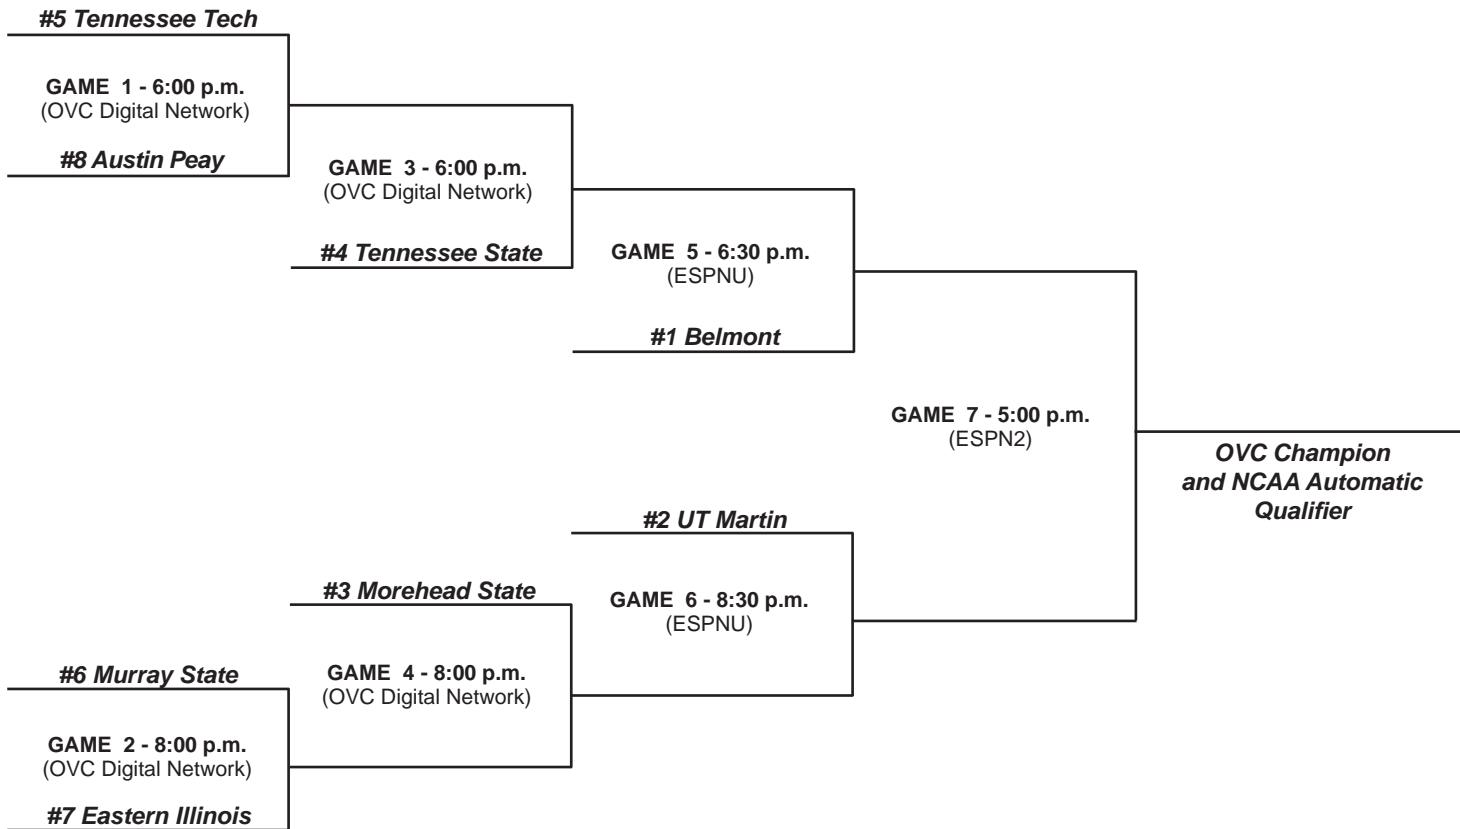 #5 Tennessee Tech
GAME 1 - 6:00 p.m.
(OVC Digital Network)
#8 Austin Peay
GAME 3 - 6:00 p.m.
(OVC Digital Network)
#4 Tennessee State
GAME 5 - 6:30 p.m.
(ESPNU)
#1 Belmont
GAME 7 - 5:00 p.m.
(ESPN2)
OVC Champion
and NCAA Automatic
Qualifier
#2 UT Martin
#3 Morehead State
GAME 6 - 8:30 p.m.
(ESPNU)
#6 Murray State
GAME 4 - 8:00 p.m.
(OVC Digital Network)
GAME 2 - 8:00 p.m.
(OVC Digital Network)
#7 Eastern Illinois